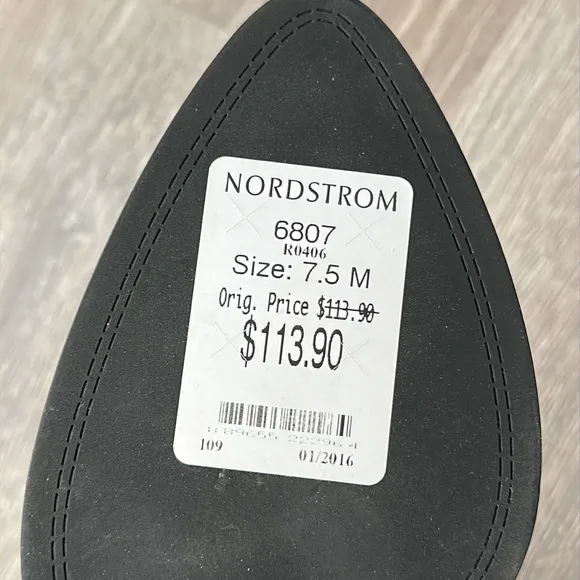 NORDSTROM
6807
R0406
Size: 7.5 M
Orig. Price $113.90
$113.90
109 01/2016